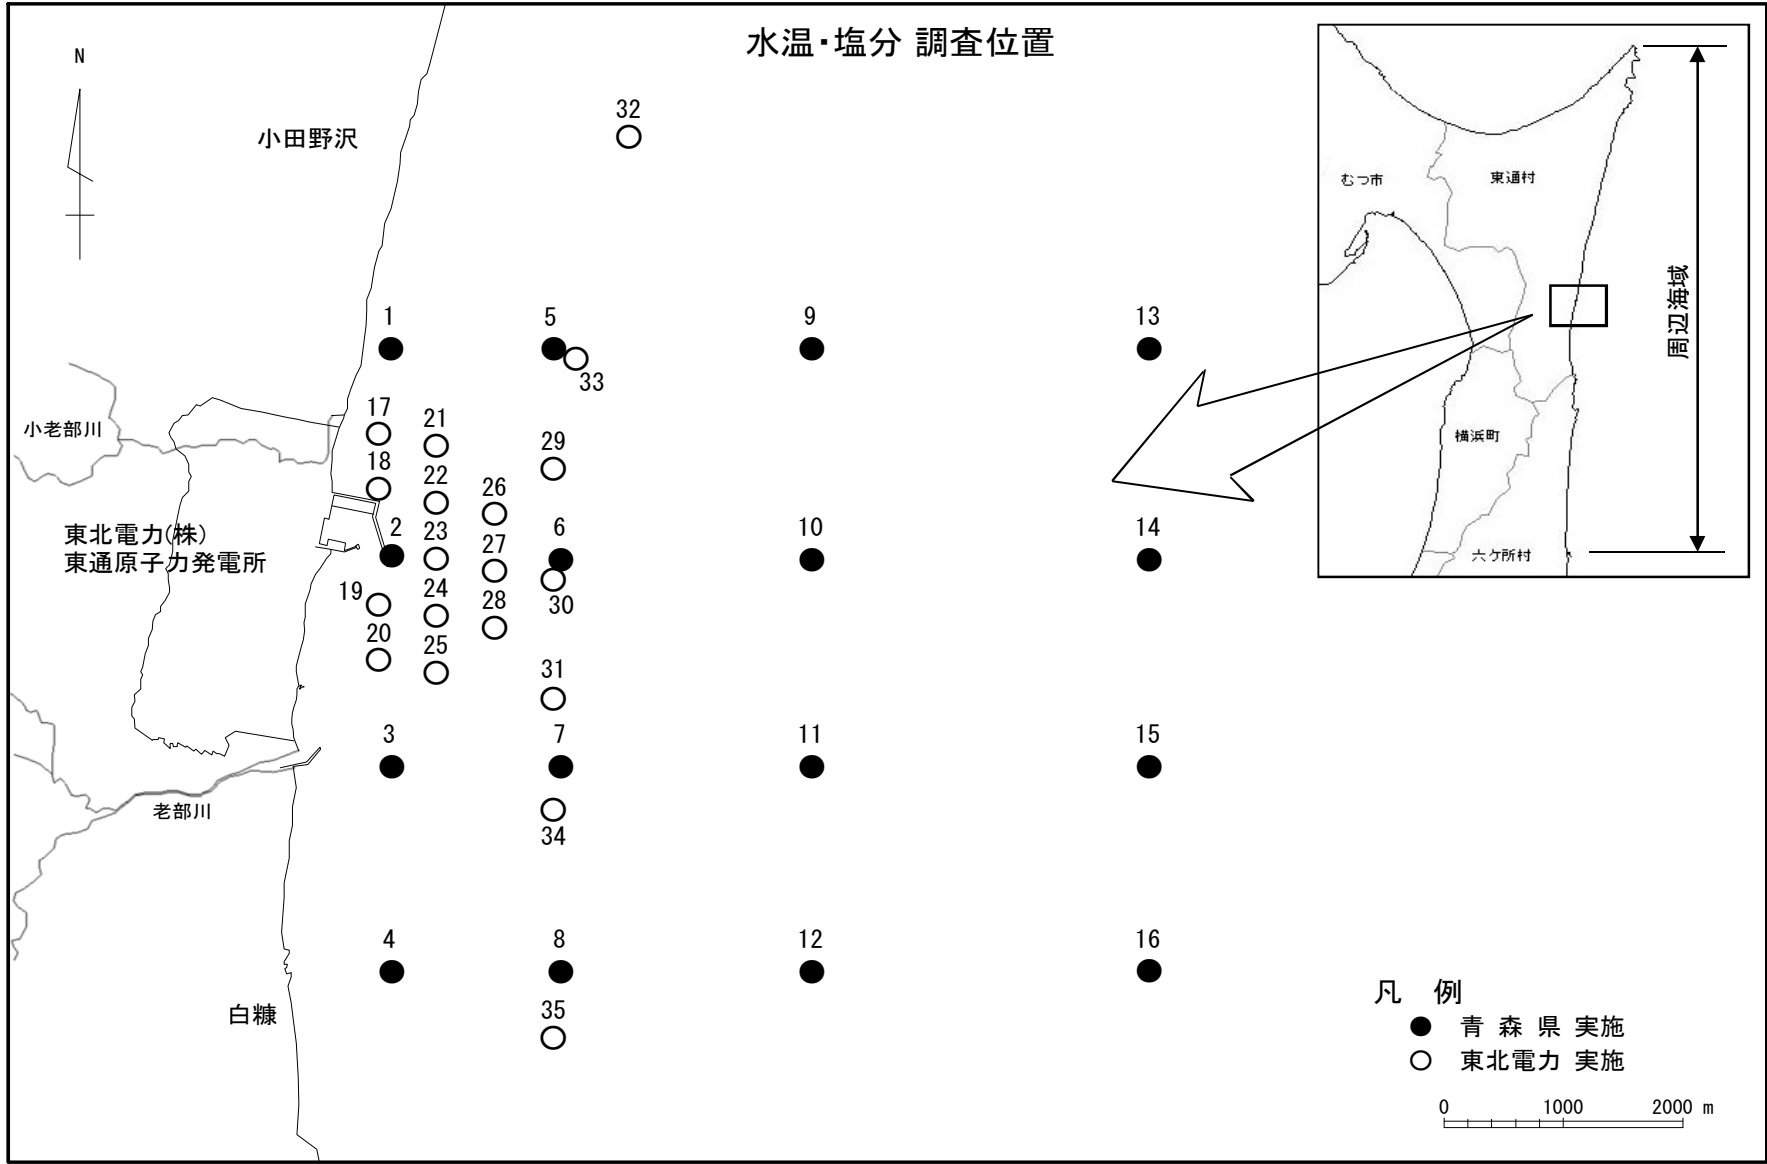 水温・塩分 調査位置
N
小田野沢
32
むつ市
東通村
周辺海域
1
5
9
13
33
17
21
小老部川
29
横浜町
18
22
26
東北電力(株)
東通原子力発電所
2
23
6
10
14
27
六ケ所村
19
24
28
30
20
25
31
3
7
11
15
老部川
34
4
8
12
16
白糠
35
凡 例
● 青 森 県 実施
○ 東北電力 実施
0 1000 2000 m